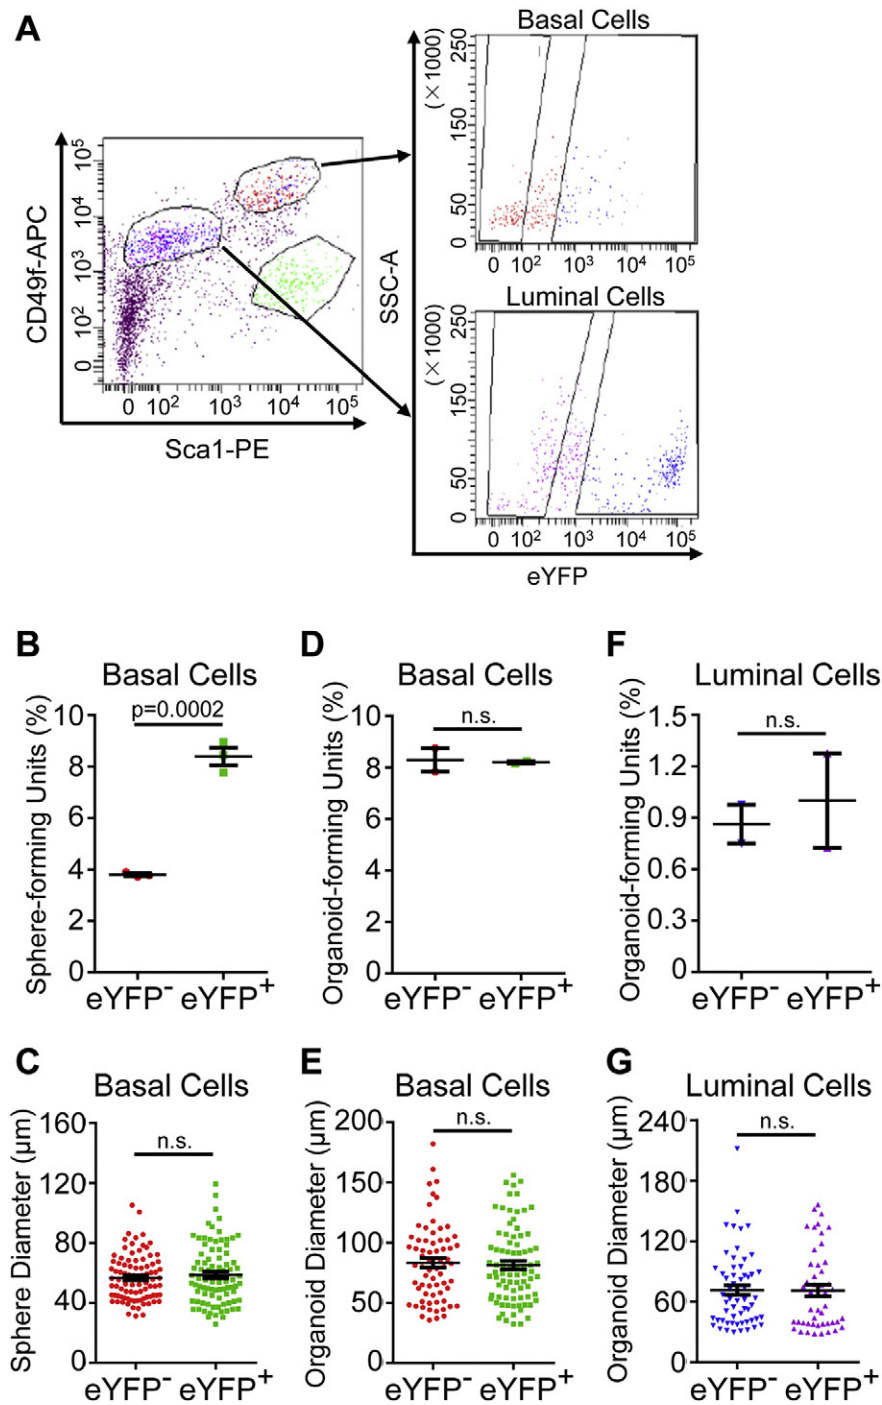 A
Basal Cells
(×1000)
250
150
50
0
0 10² 10³ 10⁴ 10⁵
SSC-A
CD49f-APC
10⁵
10⁴
10³
10²
0
0 10² 10³ 10⁴ 10⁵
Sca1-PE
Luminal Cells
(×1000)
250
150
50
0
0 10² 10³ 10⁴ 10⁵
eYFP
B
Basal Cells
Sphere-forming Units (%)
p=0.0002
10
8
6
4
2
0
eYFP⁻ eYFP⁺
D
Basal Cells
Organoid-forming Units (%)
n.s.
10
8
6
4
2
0
eYFP⁻ eYFP⁺
F
Luminal Cells
Organoid-forming Units (%)
n.s.
1.5
1.2
0.9
0.6
0.3
0
eYFP⁻ eYFP⁺
C
Basal Cells
Sphere Diameter (μm)
n.s.
160
120
80
40
0
eYFP⁻ eYFP⁺
E
Basal Cells
Organoid Diameter (μm)
n.s.
200
150
100
50
0
eYFP⁻ eYFP⁺
G
Luminal Cells
Organoid Diameter (μm)
n.s.
240
180
120
60
0
eYFP⁻ eYFP⁺